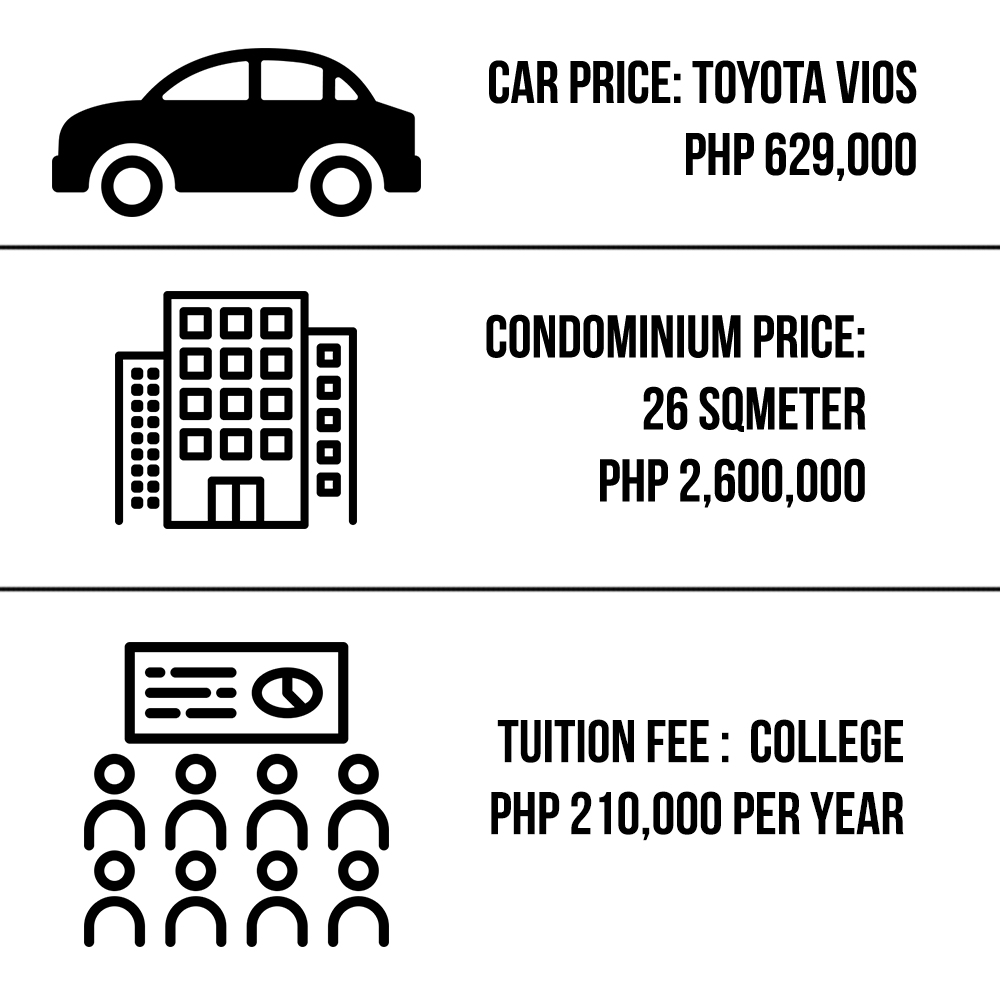 CAR PRICE: TOYOTA VIOS
PHP 629,000
CONDOMINIUM PRICE:
26 SQMETER
PHP 2,600,000
TUITION FEE : COLLEGE
PHP 210,000 PER YEAR